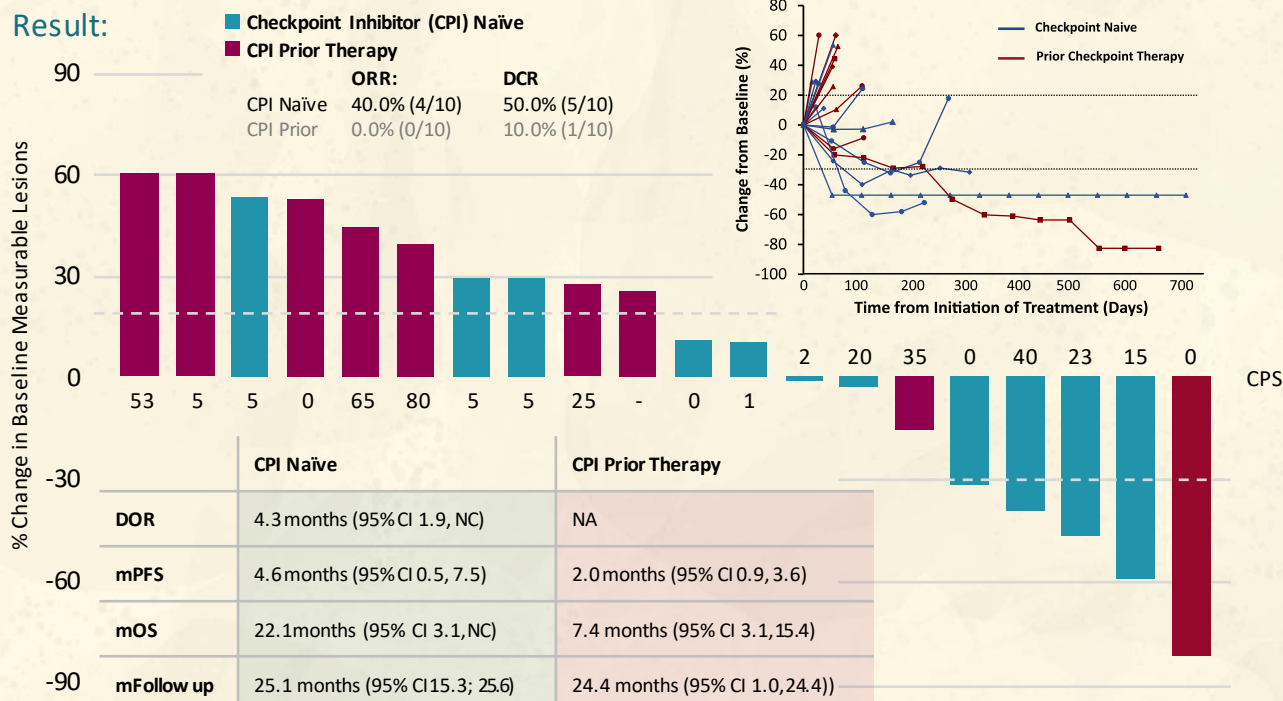 Result:
Checkpoint Inhibitor (CPI) Naïve
CPI Prior Therapy
ORR: DCR
CPI Naïve 40.0% (4/10) 50.0% (5/10)
CPI Prior 0.0% (0/10) 10.0% (1/10)
% Change in Baseline Measurable Lesions
90
60
30
0
-30
-60
-90
53 5 5 0 65 80 5 5 25 - 0 1
2 20 35 0 40 23 15 0
CPS
Change from Baseline (%)
80
60
40
20
0
-20
-40
-60
-80
-100
Checkpoint Naive
Prior Checkpoint Therapy
0 100 200 300 400 500 600 700
Time from Initiation of Treatment (Days)
CPI Naïve CPI Prior Therapy
DOR 4.3 months (95% CI 1.9, NC) NA
mPFS 4.6 months (95% CI 0.5, 7.5) 2.0 months (95% CI 0.9, 3.6)
mOS 22.1months (95% CI 3.1, NC) 7.4 months (95% CI 3.1,15.4)
mFollow up 25.1 months (95% CI 15.3; 25.6) 24.4 months (95% CI 1.0,24.4))